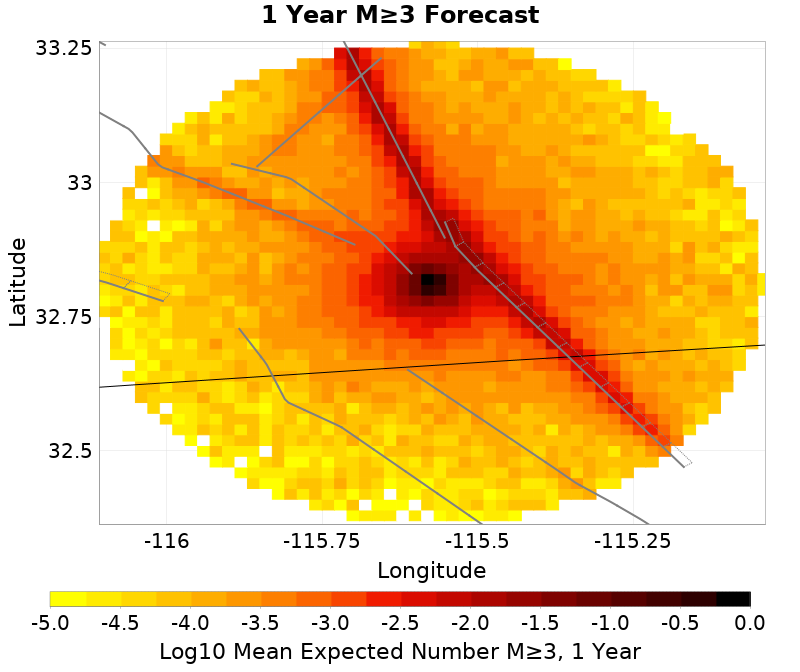 1 Year M≥3 Forecast
33.25
33
32.75
32.5
Latitude
-116 -115.75 -115.5 -115.25
Longitude
-5.0 -4.5 -4.0 -3.5 -3.0 -2.5 -2.0 -1.5 -1.0 -0.5 0.0
Log10 Mean Expected Number M≥3, 1 Year